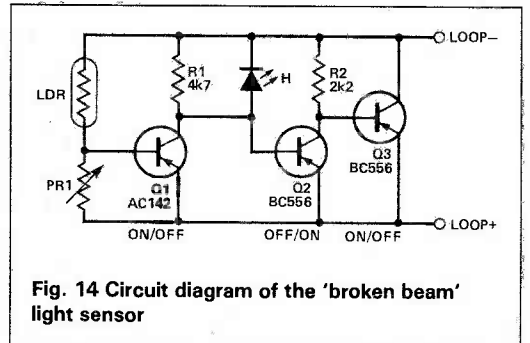 LOOP–
R1
4k7
R2
2k2
LDR
H
Q3
BC556
PR1
Q1
AC142
Q2
BC556
LOOP+
ON/OFF
OFF/ON
ON/OFF
Fig. 14 Circuit diagram of the 'broken beam'
light sensor